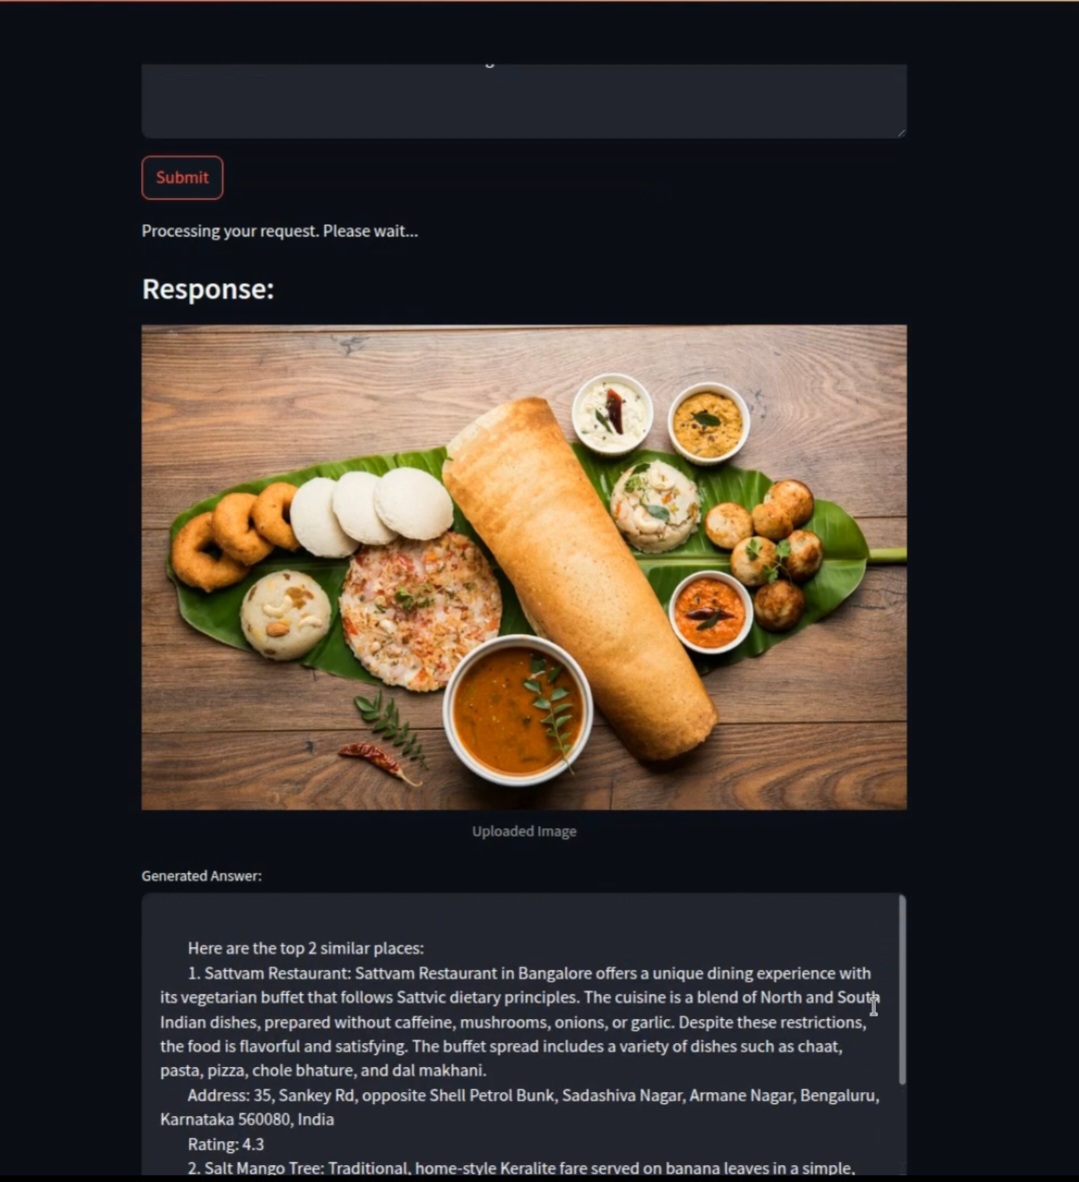 Submit
Processing your request. Please wait...
Response:
Uploaded Image
Generated Answer:
Here are the top 2 similar places:
1. Sattvam Restaurant: Sattvam Restaurant in Bangalore offers a unique dining experience with
its vegetarian buffet that follows Sattvic dietary principles. The cuisine is a blend of North and South
Indian dishes, prepared without caffeine, mushrooms, onions, or garlic. Despite these restrictions,
the food is flavorful and satisfying. The buffet spread includes a variety of dishes such as chaat,
pasta, pizza, chole bhature, and dal makhani.
Address: 35, Sankey Rd, opposite Shell Petrol Bunk, Sadashiva Nagar, Armane Nagar, Bengaluru,
Karnataka 560080, India
Rating: 4.3
2. Salt Mango Tree: Traditional, home-style Keralite fare served on banana leaves in a simple,